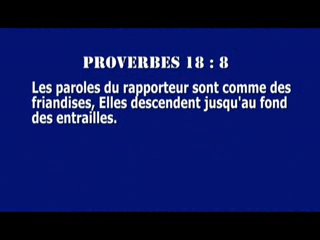 PROVERBES 18 : 8
Les paroles du rapporteur sont comme des
friandises, Elles descendent jusqu'au fond
des entrailles.